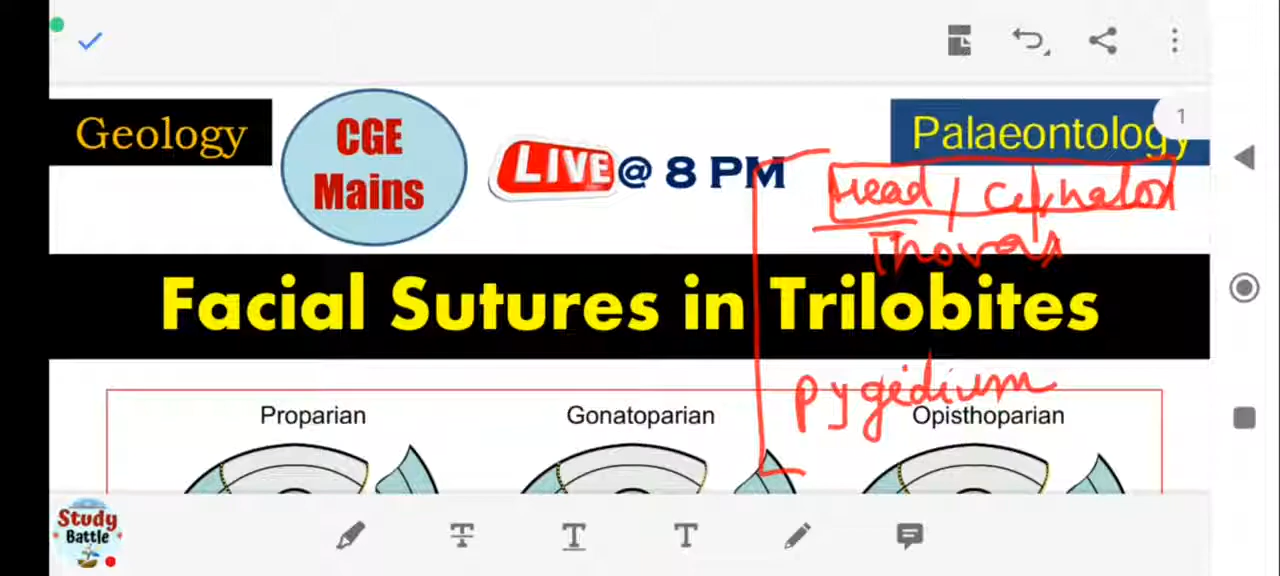 1
Geology
CGE
Mains
LIVE @ 8 PM
Palaeontology
Head / Cephalon
Thorax
Facial Sutures in Trilobites
pygidium
Proparian
Gonatoparian
Opisthoparian
Study
Battle
T
T
T